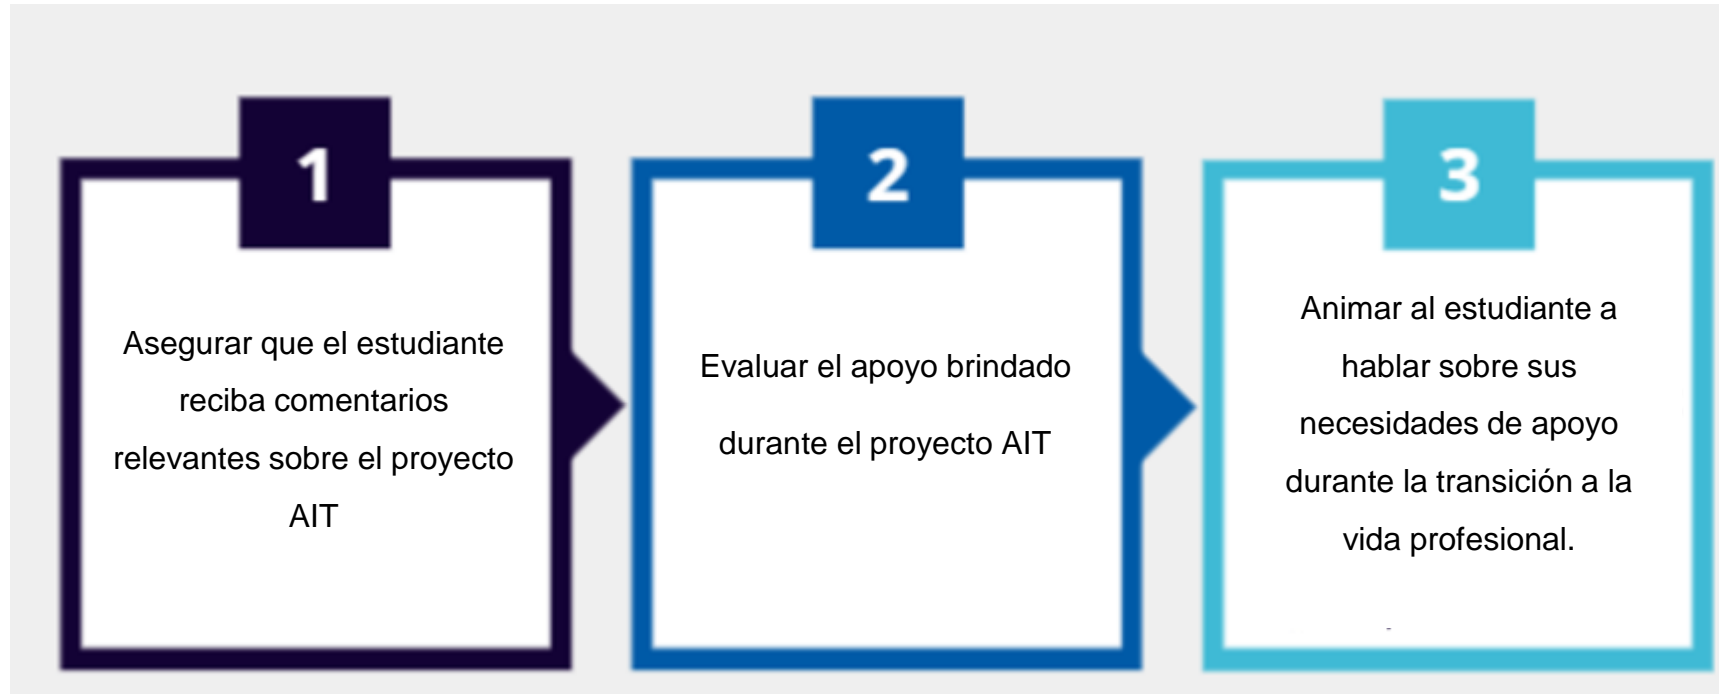 1
Asegurar que el estudiante
reciba comentarios
relevantes sobre el proyecto
AIT
2
Evaluar el apoyo brindado
durante el proyecto AIT
3
Animar al estudiante a
hablar sobre sus
necesidades de apoyo
durante la transición a la
vida profesional.